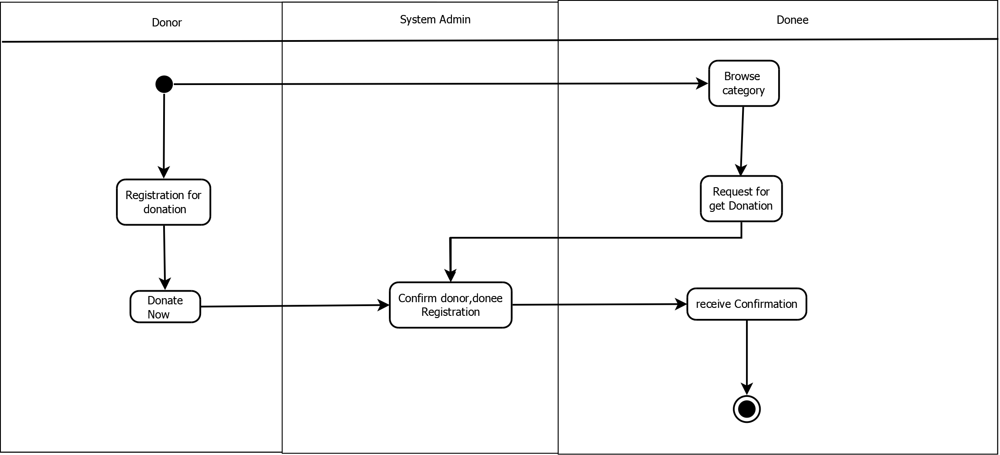 Donor
System Admin
Donee
Browse
category
Registration for
donation
Request for
get Donation
Donate
Now
Confirm donor,donee
Registration
receive Confirmation